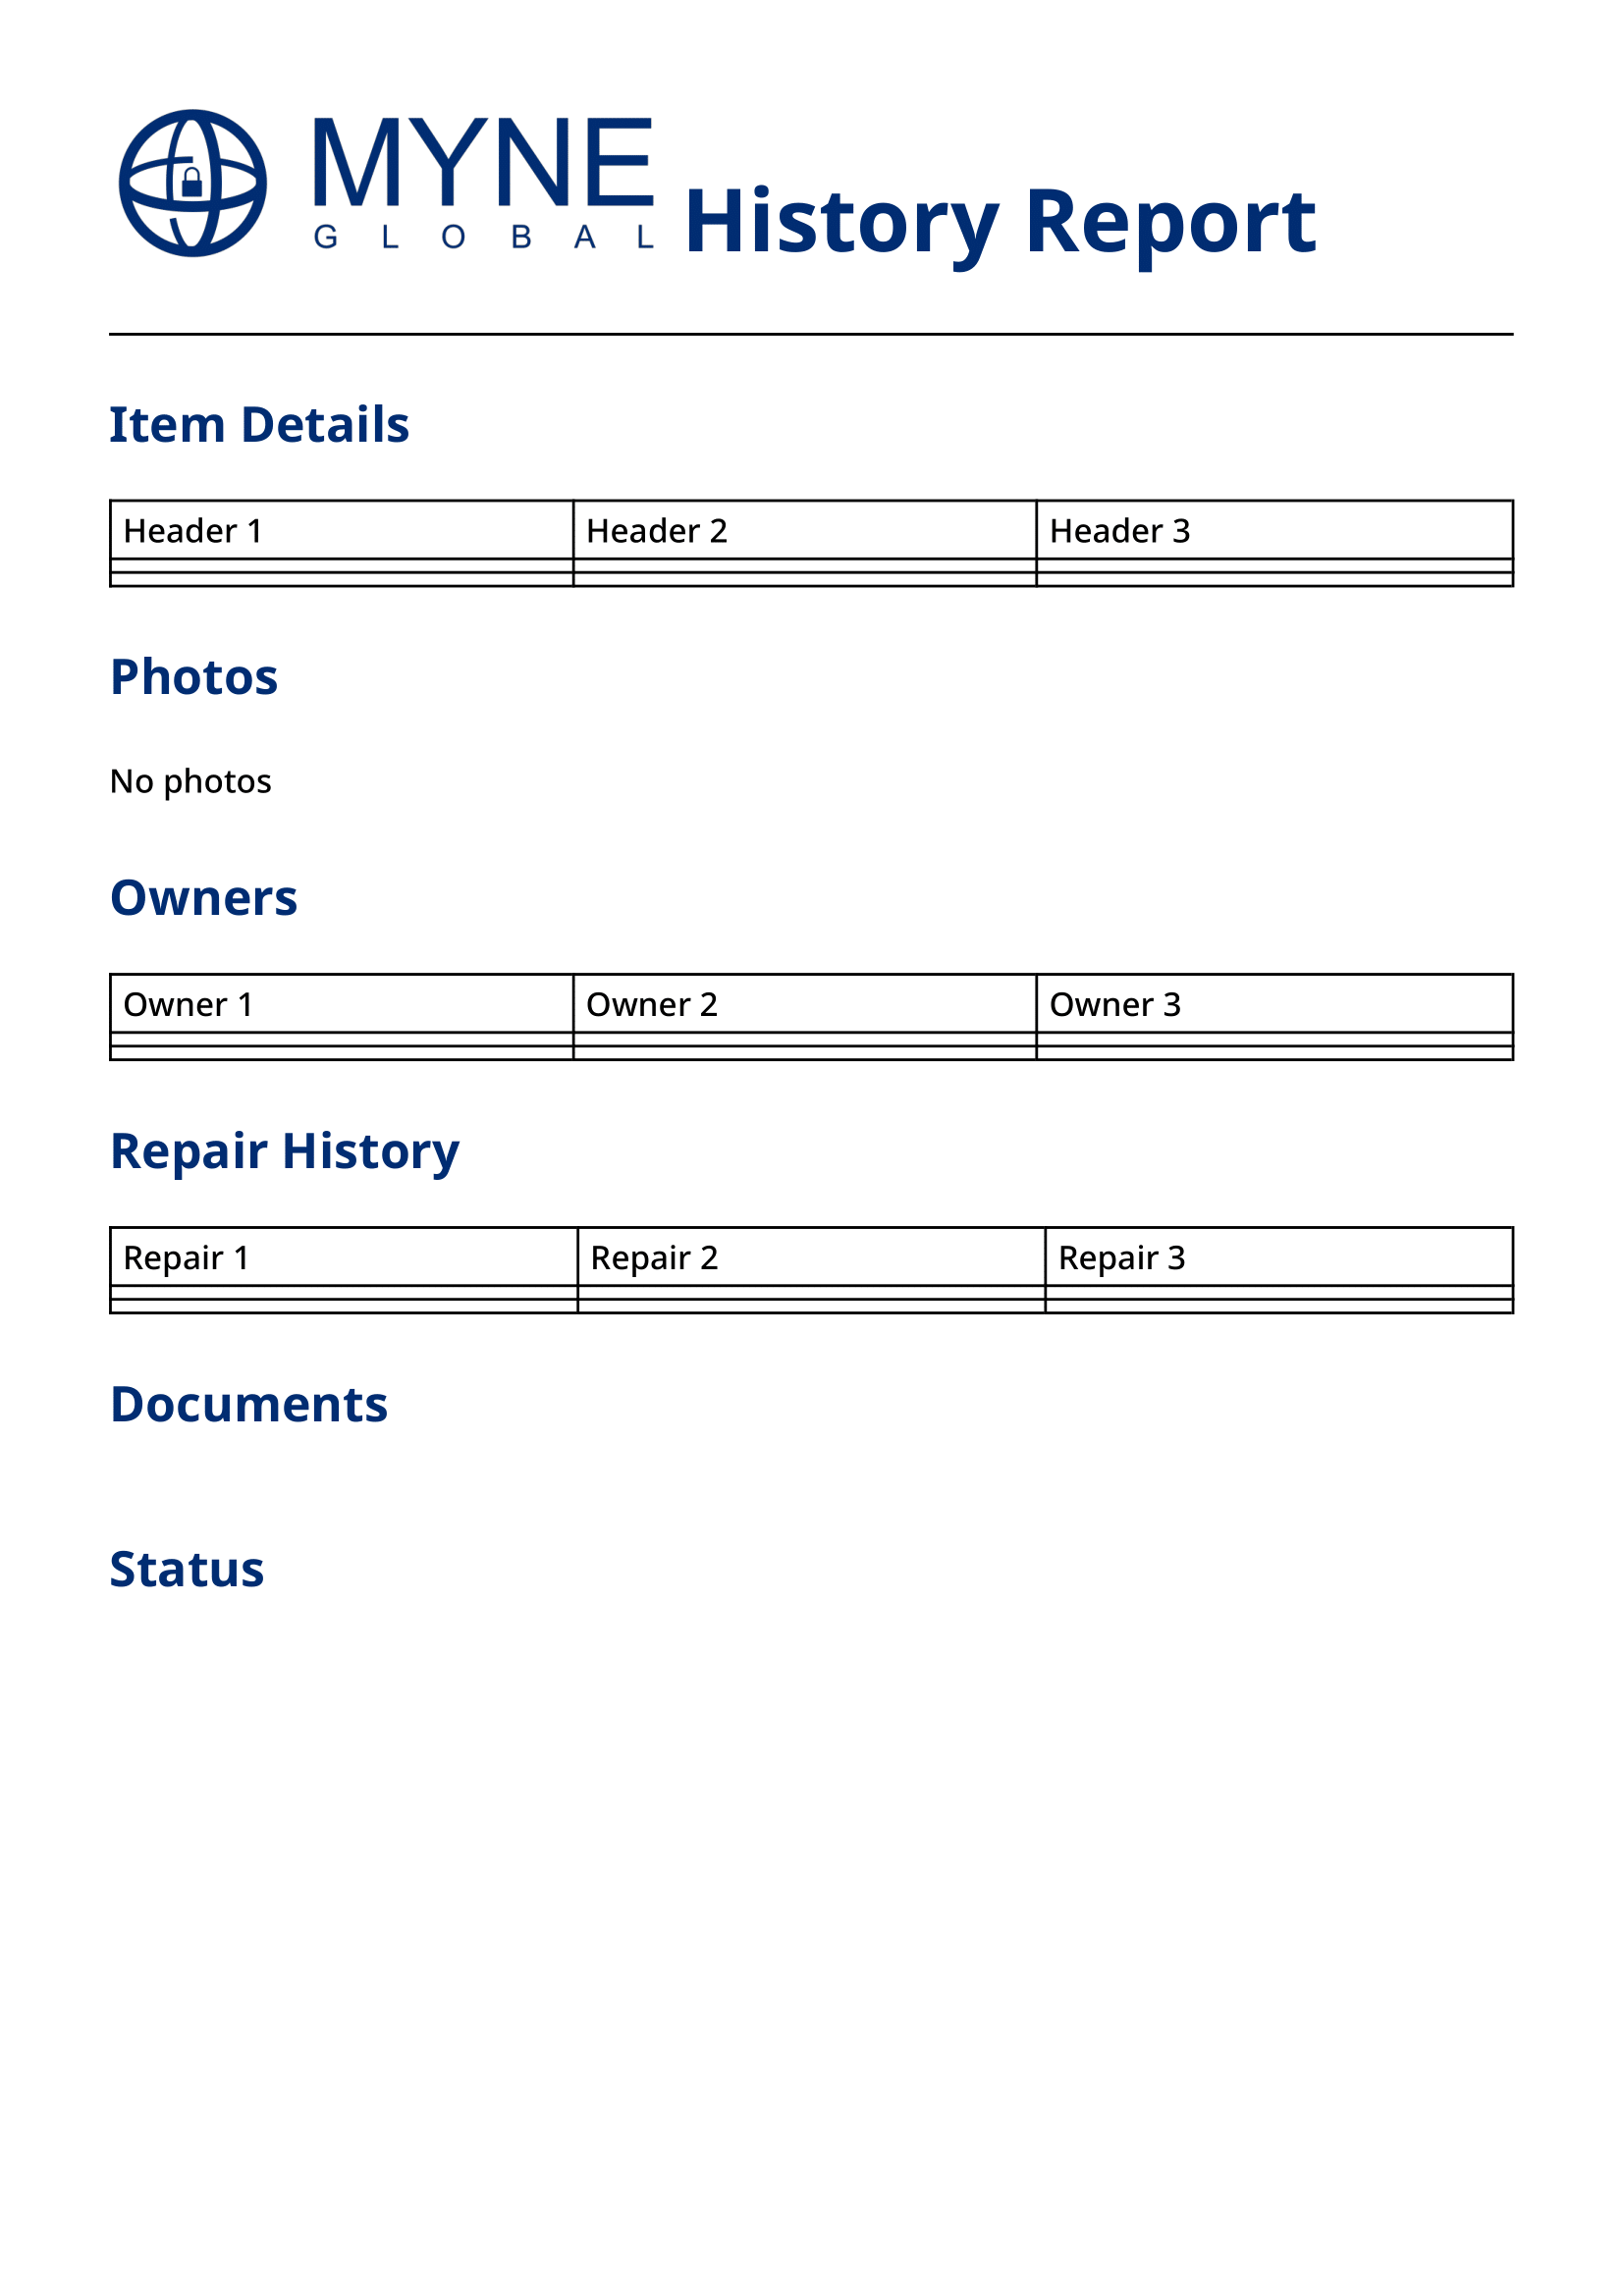 MYNE
GLOBAL
History Report
Item Details
Header 1 Header 2 Header 3
Photos
No photos
Owners
Owner 1 Owner 2 Owner 3
Repair History
Repair 1 Repair 2 Repair 3
Documents
Status